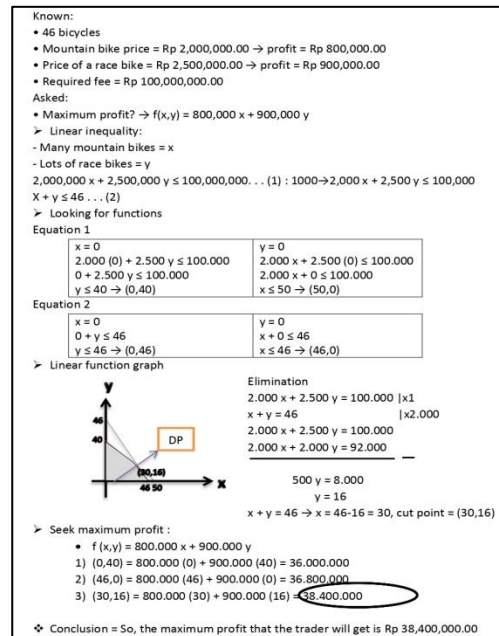 Known:
• 46 bicycles
• Mountain bike price = Rp 2,000,000.00 → profit = Rp 800,000.00
• Price of a race bike = Rp 2,500,000.00 → profit = Rp 900,000.00
• Required fee = Rp 100,000,000.00
Asked:
• Maximum profit? → f(x,y) = 800,000 x + 900,000 y
➤ Linear inequality:
- Many mountain bikes = x
- Lots of race bikes = y
2,000,000 x + 2,500,000 y ≤ 100,000,000. . . (1) : 1000→2,000 x + 2,500 y ≤ 100,000
X + y ≤ 46 . . . (2)
➤ Looking for functions
Equation 1
x = 0
2.000 (0) + 2.500 y ≤ 100.000
0 + 2.500 y ≤ 100.000
y ≤ 40 → (0,40)
y = 0
2.000 x + 2.500 (0) ≤ 100.000
2.000 x + 0 ≤ 100.000
x ≤ 50 → (50,0)
Equation 2
x = 0
0 + y ≤ 46
y ≤ 46 → (0,46)
y = 0
x + 0 ≤ 46
x ≤ 46 → (46,0)
➤ Linear function graph
y
46
40
DP
(30,16)
46 50
x
Elimination
2.000 x + 2.500 y = 100.000 |x1
x + y = 46 |x2.000
2.000 x + 2.500 y = 100.000
2.000 x + 2.000 y = 92.000 —
500 y = 8.000
y = 16
x + y = 46 → x = 46-16 = 30, cut point = (30,16)
➤ Seek maximum profit :
• f (x,y) = 800.000 x + 900.000 y
1) (0,40) = 800.000 (0) + 900.000 (40) = 36.000.000
2) (46,0) = 800.000 (46) + 900.000 (0) = 36.800,000
3) (30,16) = 800.000 (30) + 900.000 (16) = 38.400.000
❖ Conclusion = So, the maximum profit that the trader will get is Rp 38,400,000.00